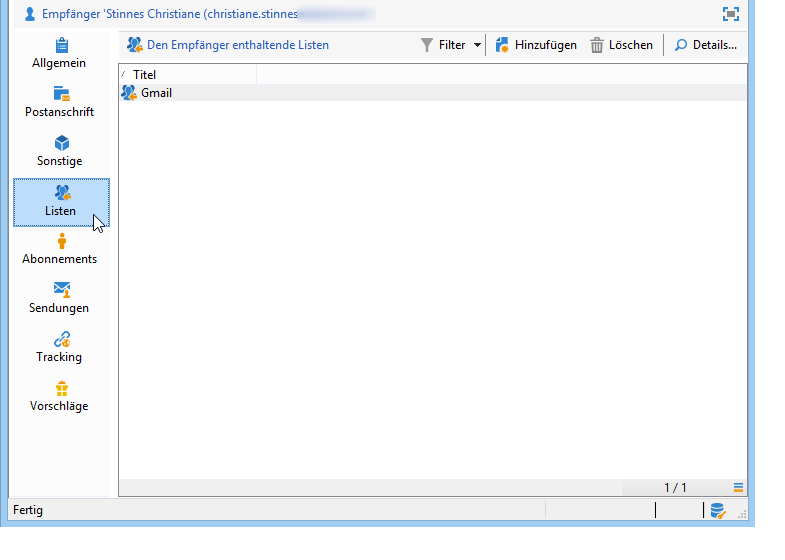 Empfänger 'Stinnes Christiane (christiane.stinnes
Allgemein
Postanschrift
Sonstige
Listen
Abonnements
Sendungen
Tracking
Vorschläge
Den Empfänger enthaltende Listen
Filter
Hinzufügen
Löschen
Details...
Titel
Gmail
1 / 1
Fertig